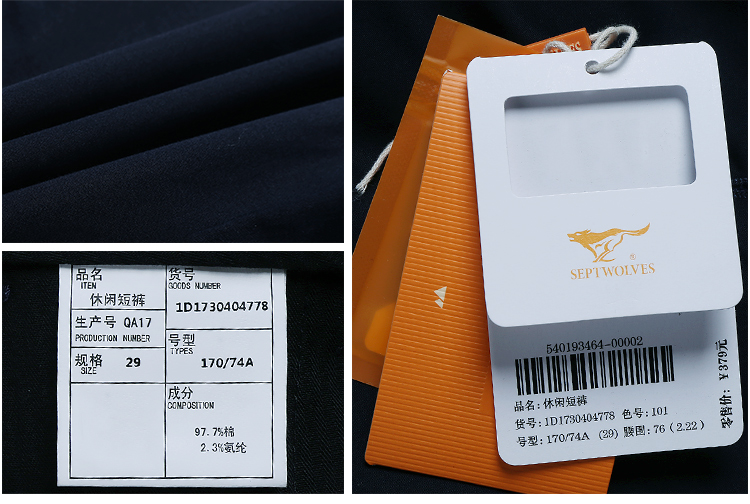 品名
ITEM
休闲短裤
货号
GOODS NUMBER
1D1730404778
生产号 QA17
PRODUCTION NUMBER
号型
TYPES
170/74A
规格
SIZE
29
成分
COMPOSITION
97.7%棉
2.3%氨纶
®
SEPTWOLVES
540193464-00002
品名:休闲短裤
货号:1D1730404778 色号:101
号型:170/74A (29) 腰围:76(2.22)
零售价: ¥379元